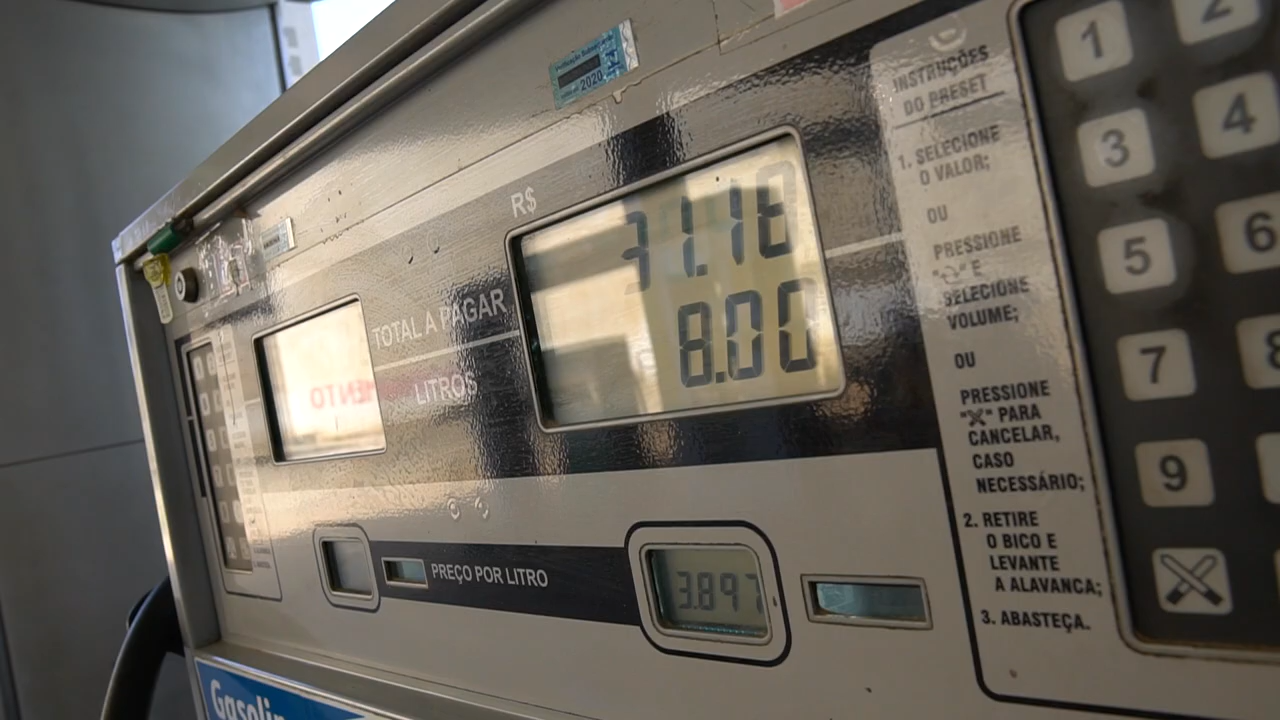 2020
R$
31.18
TOTAL A PAGAR
LITROS
8.00
PREÇO POR LITRO
3.897
INSTRUÇÕES
DO PRESET
1. SELECIONE
O VALOR;
OU
PRESSIONE
E
SELECIONE
VOLUME;
OU
PRESSIONE
"X" PARA
CANCELAR,
CASO
NECESSÁRIO;
2. RETIRE
O BICO E
LEVANTE
A ALAVANCA;
3. ABASTEÇA.
1 2
3 4
5 6
7 8
9